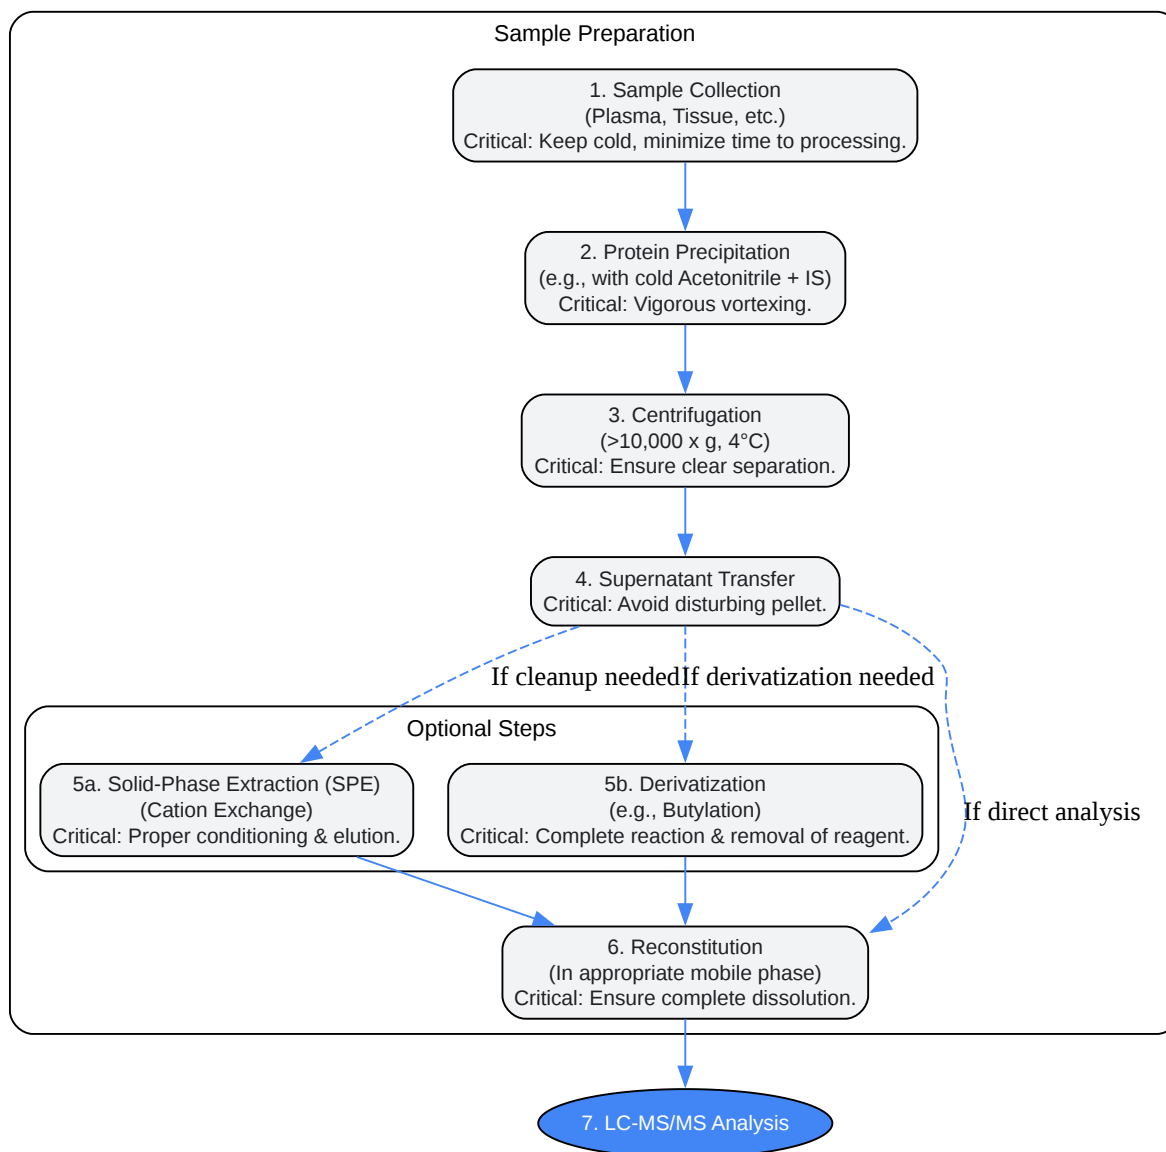 Sample Preparation
1. Sample Collection
(Plasma, Tissue, etc.)
Critical: Keep cold, minimize time to processing.
2. Protein Precipitation
(e.g., with cold Acetonitrile + IS)
Critical: Vigorous vortexing.
3. Centrifugation
(>10,000 x g, 4°C)
Critical: Ensure clear separation.
4. Supernatant Transfer
Critical: Avoid disturbing pellet.
If cleanup needed
If derivatization needed
Optional Steps
5a. Solid-Phase Extraction (SPE)
(Cation Exchange)
Critical: Proper conditioning & elution.
5b. Derivatization
(e.g., Butylation)
Critical: Complete reaction & removal of reagent.
If direct analysis
6. Reconstitution
(In appropriate mobile phase)
Critical: Ensure complete dissolution.
7. LC-MS/MS Analysis